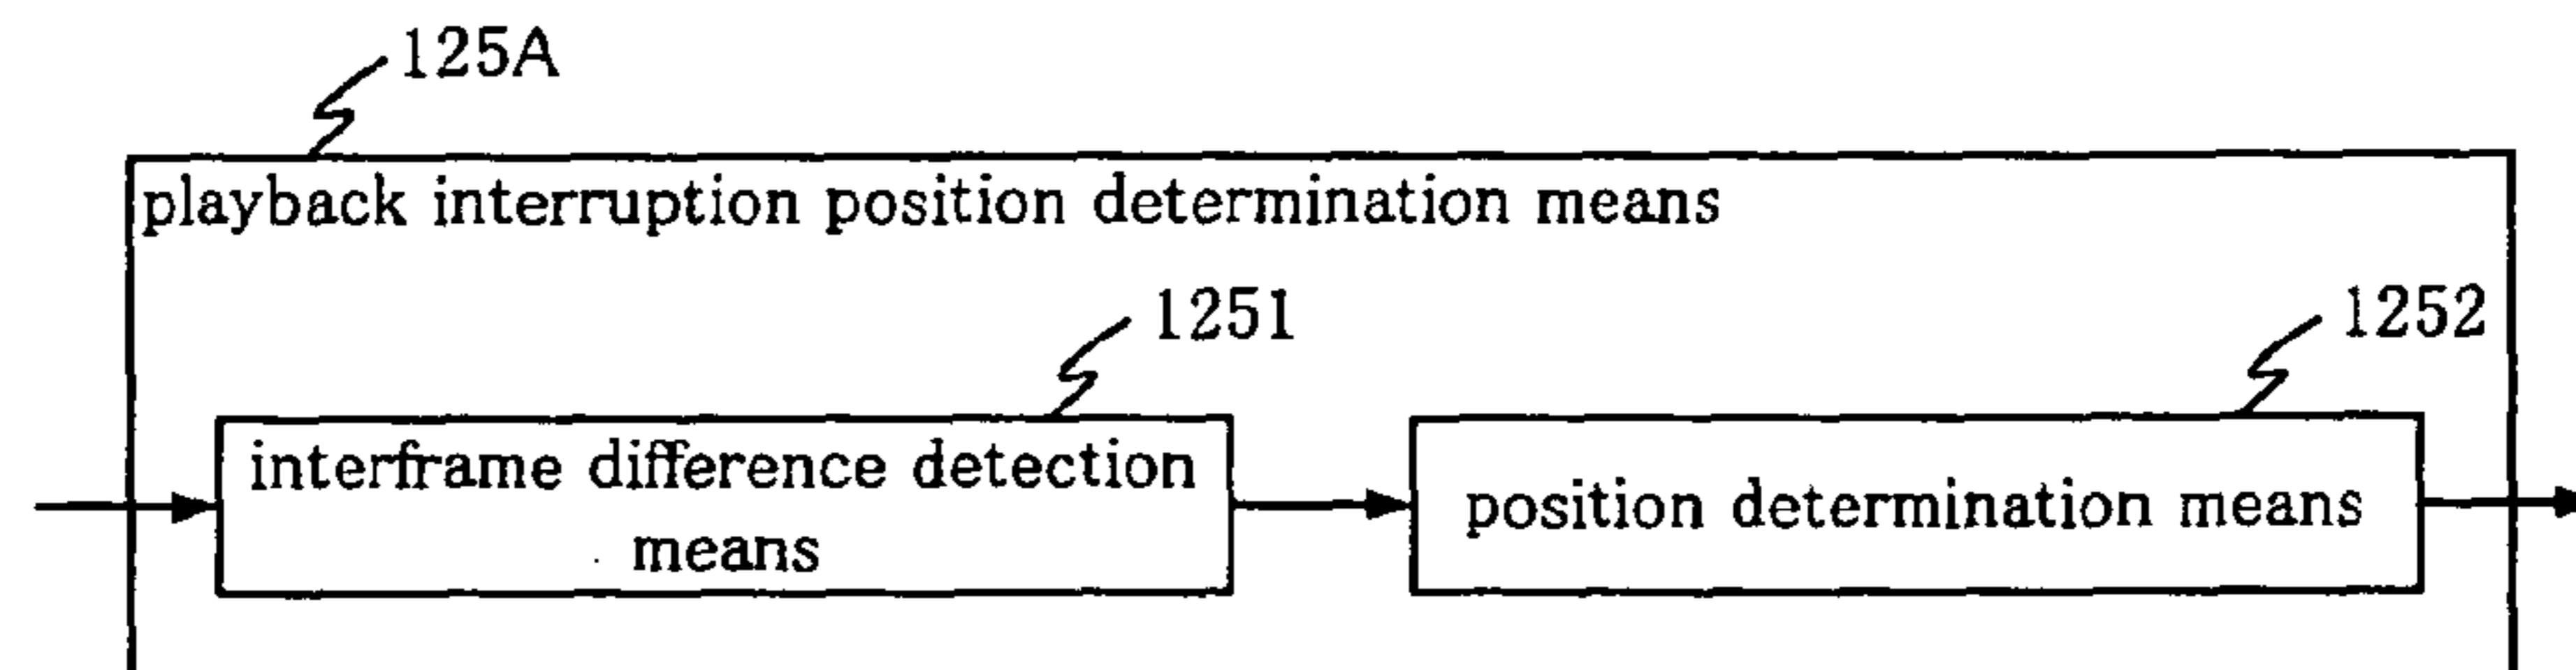 125A
playback interruption position determination means
1251
1252
interframe difference detection
means
position determination means